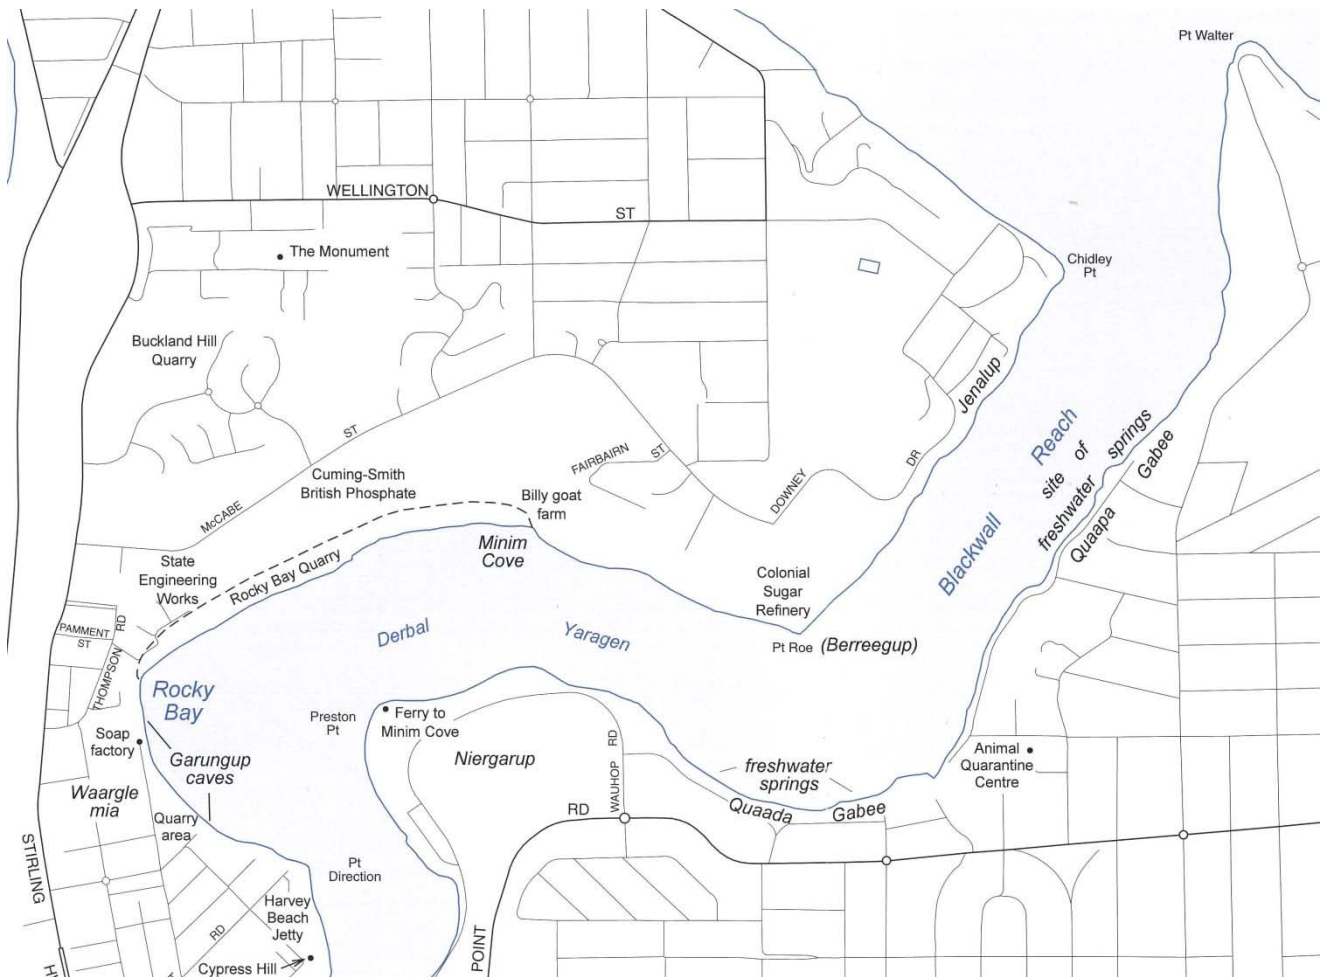 Pt Walter
WELLINGTON
ST
The Monument
Chidley
Pt
Buckland Hill
Quarry
Jenalup
Reach
Blackwall
site of
freshwater springs
Quaapa Gabee
ST
McCABE
FAIRBAIRN
ST
DOWNEY
DR
Cuming-Smith
British Phosphate
Billy goat
farm
Minim
Cove
State
Engineering
Works
Rocky Bay Quarry
Colonial
Sugar
Refinery
PAMMENT
ST
THOMPSON
RD
Derbal
Yaragen
Pt Roe (Berreegup)
Rocky
Bay
Preston
Pt
Ferry to
Minim Cove
Soap
factory
Garungup
caves
Niergarup
WAUHOP
RD
freshwater
springs
Animal
Quarantine
Centre
Waargle
mia
Quarry
area
RD
Quaada
Gabee
STIRLING
Pt
Direction
Harvey
Beach
Jetty
RD
POINT
Cypress Hill